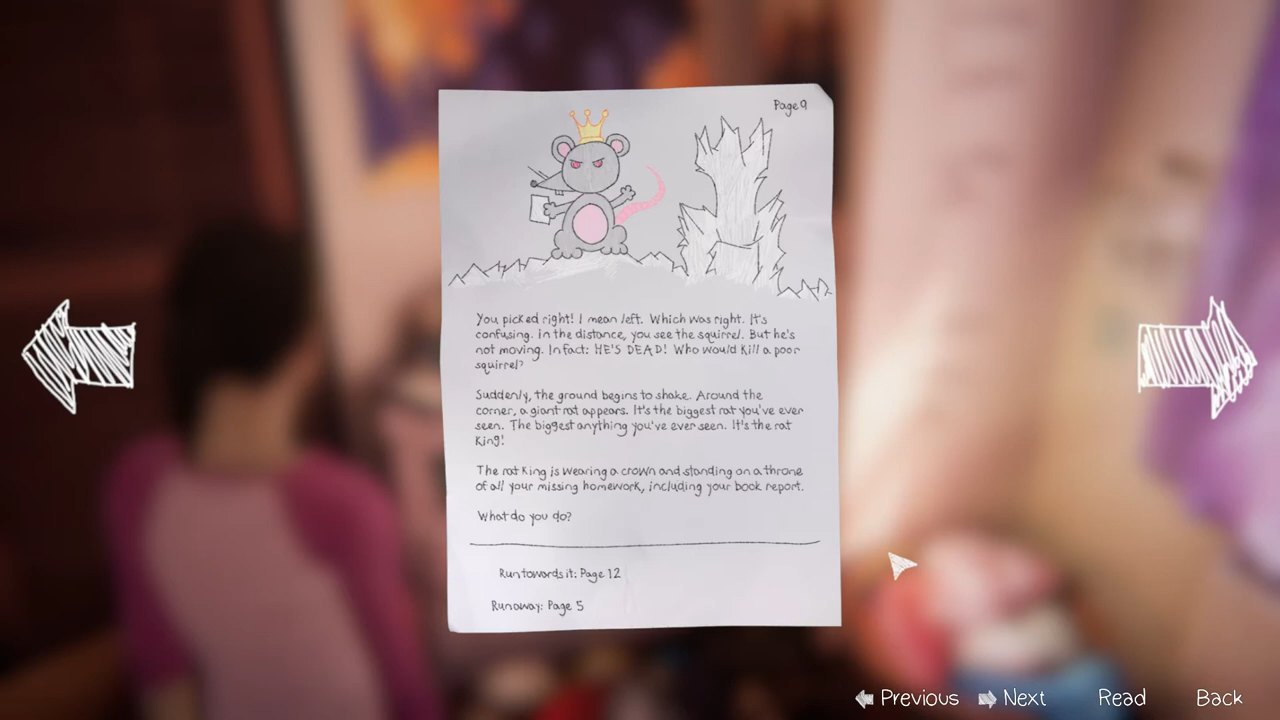 Page 9
You picked right! I mean left. Which was right. It's
confusing. In the distance, you see the squirrel. But he's
not moving. In fact: HE'S DEAD! Who would kill a poor
squirrel?
Suddenly, the ground begins to shake. Around the
corner, a giant rat appears. It's the biggest rat you've ever
seen. The biggest anything you've ever seen. It's the rat
king!
The rat king is wearing a crown and standing on a throne
of all your missing homework, including your book report.
What do you do?
Run towards it: Page 12
Run away: Page 5
Previous Next Read Back